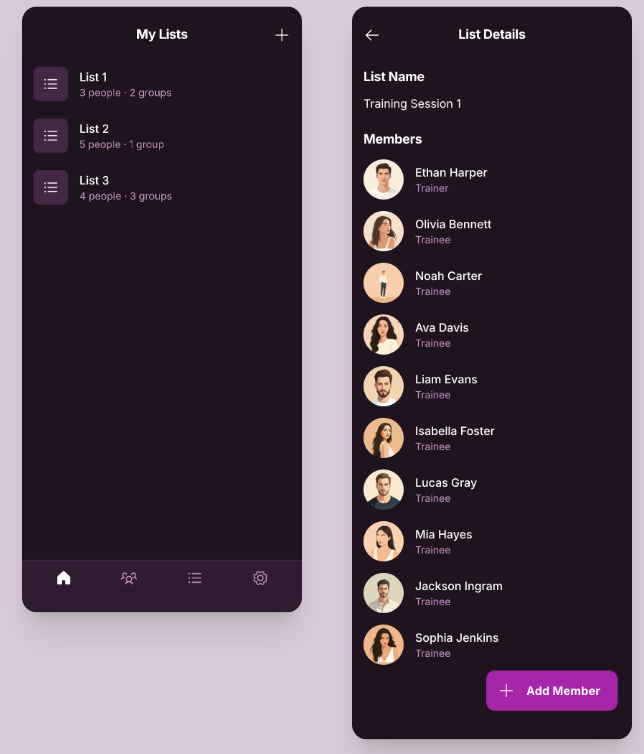 My Lists
List 1
3 people · 2 groups
List 2
5 people · 1 group
List 3
4 people · 3 groups
List Details
List Name
Training Session 1
Members
Ethan Harper
Trainer
Olivia Bennett
Trainee
Noah Carter
Trainee
Ava Davis
Trainee
Liam Evans
Trainee
Isabella Foster
Trainee
Lucas Gray
Trainee
Mia Hayes
Trainee
Jackson Ingram
Trainee
Sophia Jenkins
Trainee
Add Member